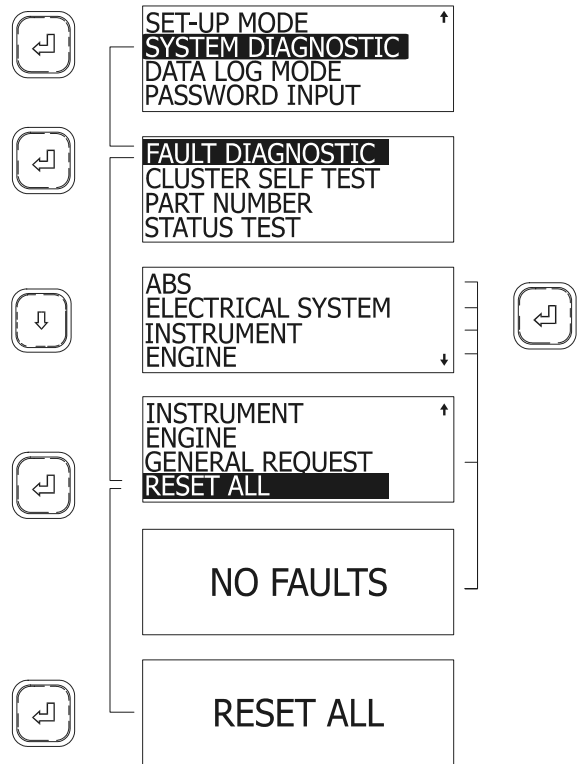 SET-UP MODE
SYSTEM DIAGNOSTIC
DATA LOG MODE
PASSWORD INPUT
FAULT DIAGNOSTIC
CLUSTER SELF TEST
PART NUMBER
STATUS TEST
ABS
ELECTRICAL SYSTEM
INSTRUMENT
ENGINE
INSTRUMENT
ENGINE
GENERAL REQUEST
RESET ALL
NO FAULTS
RESET ALL